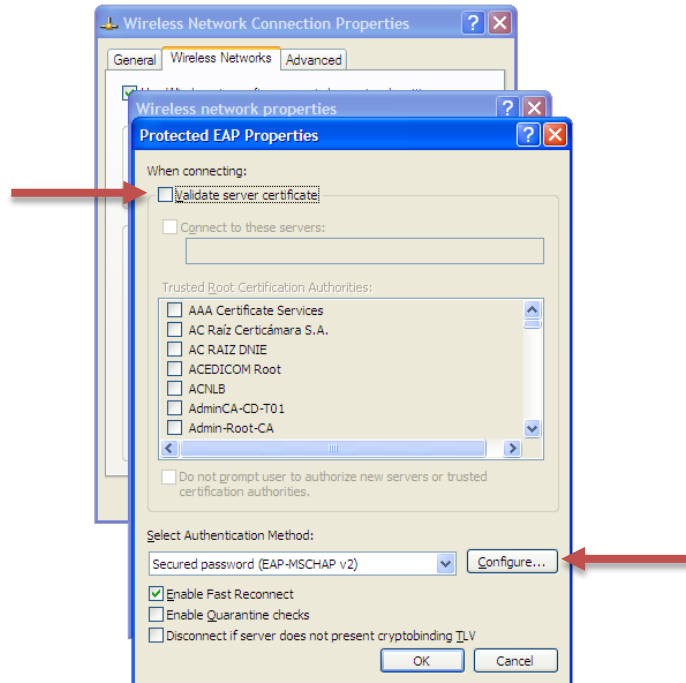 Wireless Network Connection Properties
General Wireless Networks Advanced
Wireless network properties
Protected EAP Properties
When connecting:
Validate server certificate
Connect to these servers:
Trusted Root Certification Authorities:
AAA Certificate Services
AC Raíz Certicámara S.A.
AC RAIZ DNIE
ACEDICOM Root
ACNLB
AdminCA-CD-T01
Admin-Root-CA
Do not prompt user to authorize new servers or trusted
certification authorities.
Select Authentication Method:
Secured password (EAP-MSCHAP v2) Configure...
Enable Fast Reconnect
Enable Quarantine checks
Disconnect if server does not present cryptobinding TLV
OK Cancel